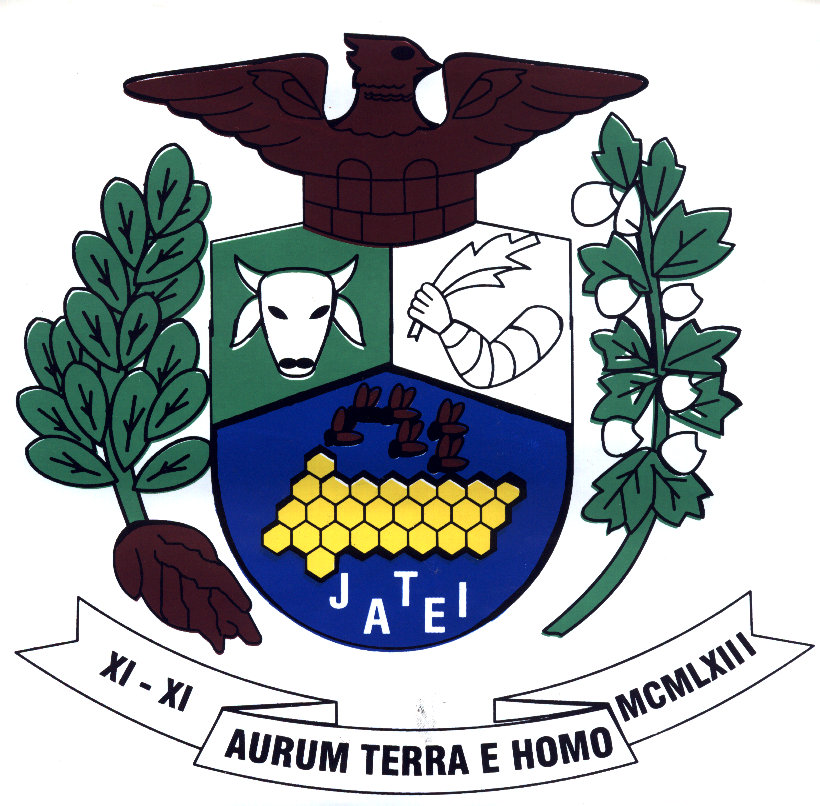 JATEI
XI - XI
AURUM TERRA E HOMO
MCMLXIII